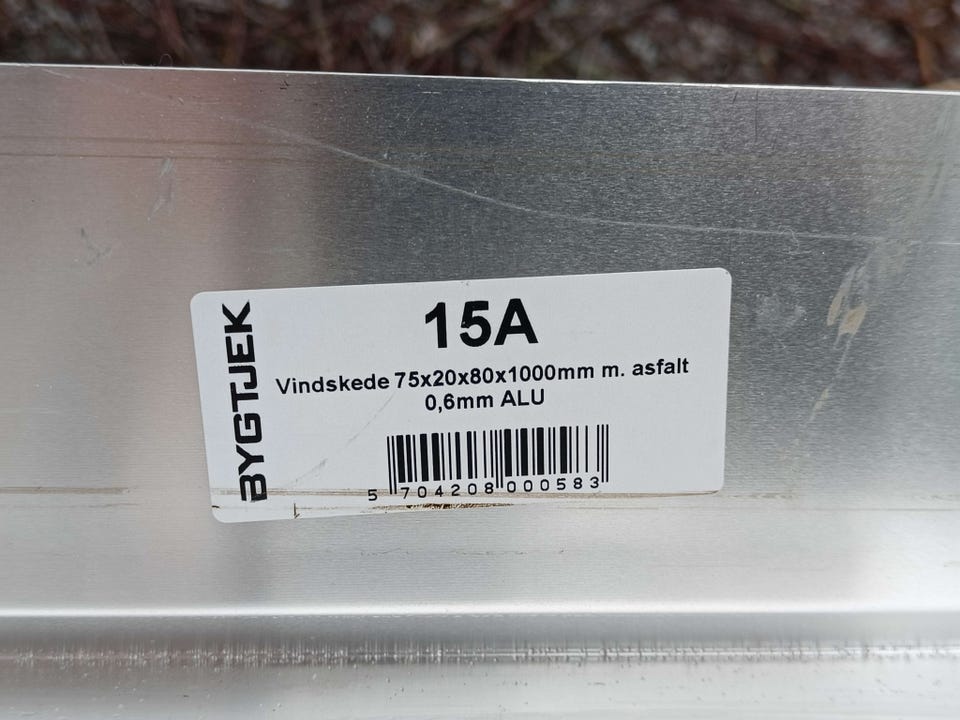 BYGTJEK
15A
Vindskede 75x20x80x1000mm m. asfalt
0,6mm ALU
5 704208 000583